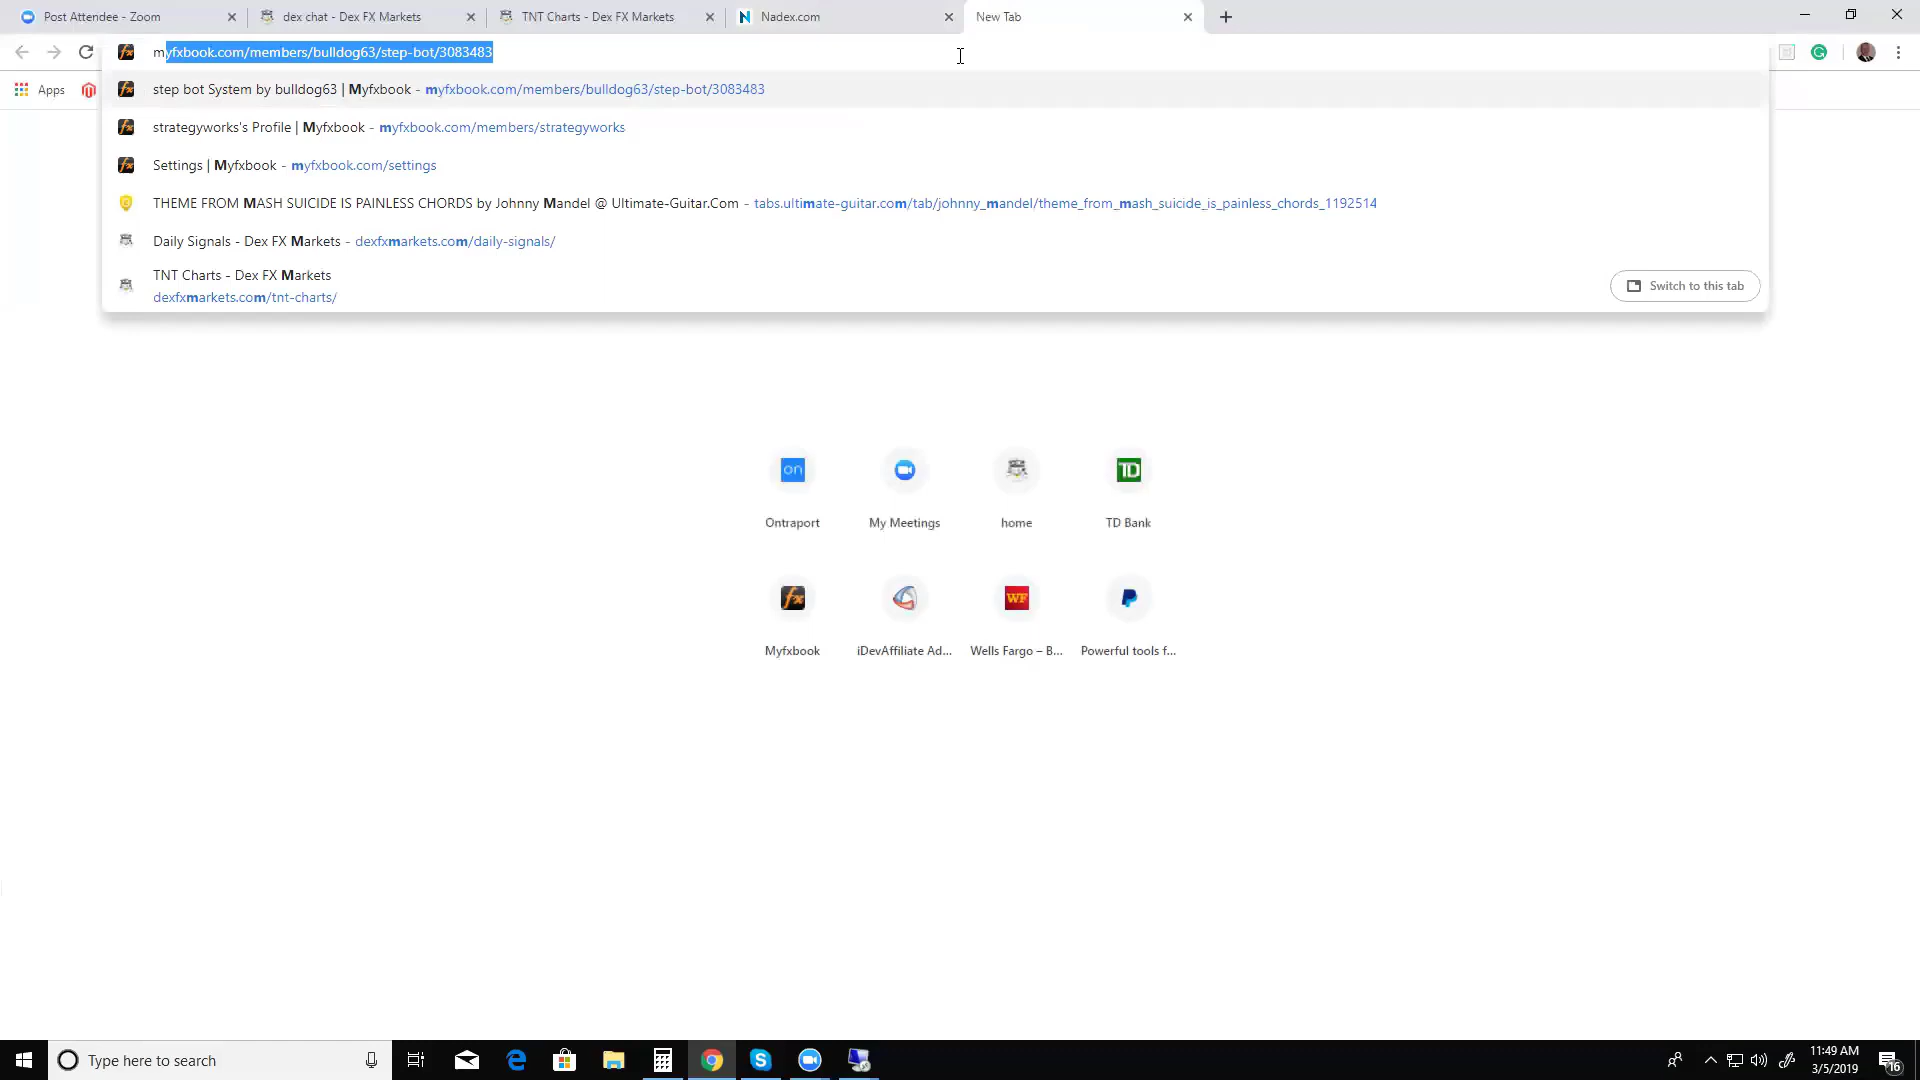 Post Attendee - Zoom
dex chat - Dex FX Markets
TNT Charts - Dex FX Markets
N Nadex.com
New Tab
fx myfxbook.com/members/bulldog63/step-bot/3083483
Apps
fx step bot System by bulldog63 | Myfxbook - myfxbook.com/members/bulldog63/step-bot/3083483
fx strategyworks's Profile | Myfxbook - myfxbook.com/members/strategyworks
fx Settings | Myfxbook - myfxbook.com/settings
THEME FROM MASH SUICIDE IS PAINLESS CHORDS by Johnny Mandel @ Ultimate-Guitar.Com - tabs.ultimate-guitar.com/tab/johnny_mandel/theme_from_mash_suicide_is_painless_chords_1192514
Daily Signals - Dex FX Markets - dexfxmarkets.com/daily-signals/
TNT Charts - Dex FX Markets
dexfxmarkets.com/tnt-charts/
Switch to this tab
on
TD
Ontraport
My Meetings
home
TD Bank
fx
WF
Myfxbook
iDevAffiliate Ad...
Wells Fargo – B...
Powerful tools f...
Type here to search
11:49 AM
3/5/2019
16